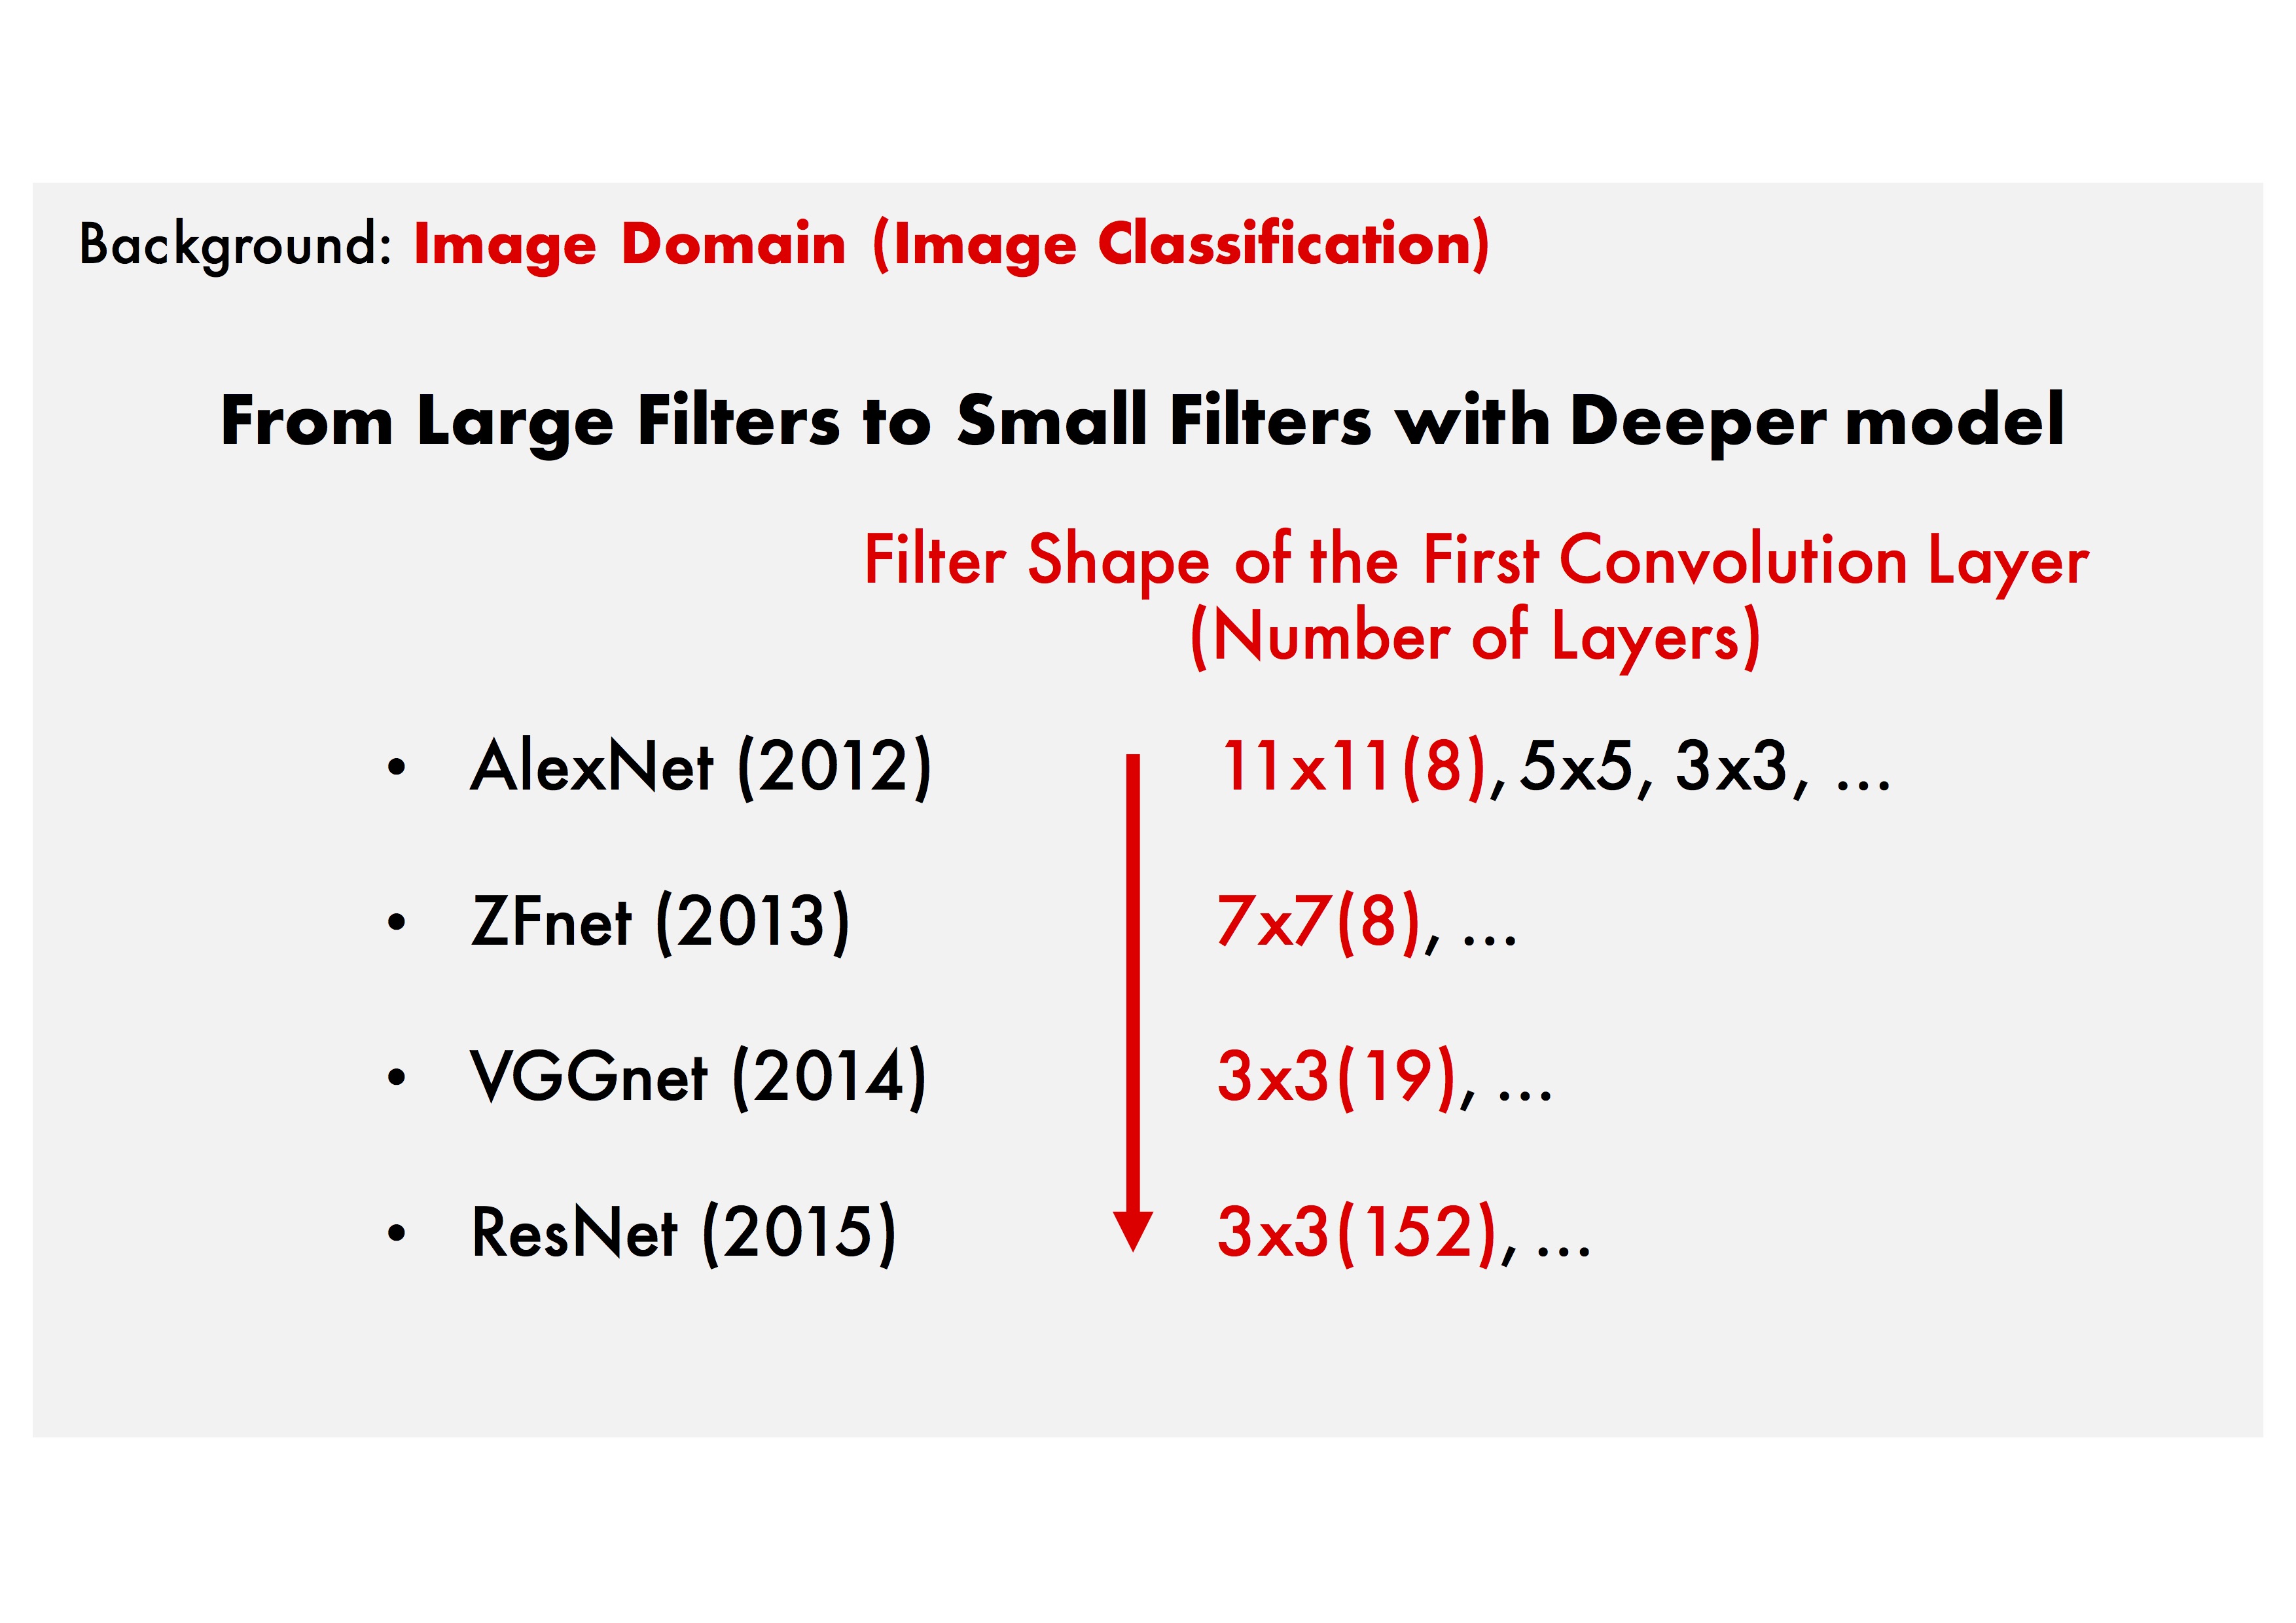 Background: Image Domain (Image Classification)
From Large Filters to Small Filters with Deeper model
Filter Shape of the First Convolution Layer
(Number of Layers)
• AlexNet (2012) 11x11(8), 5x5, 3x3, ...
• ZFnet (2013) 7x7(8), ...
• VGGnet (2014) 3x3(19), ...
• ResNet (2015) 3x3(152), ...